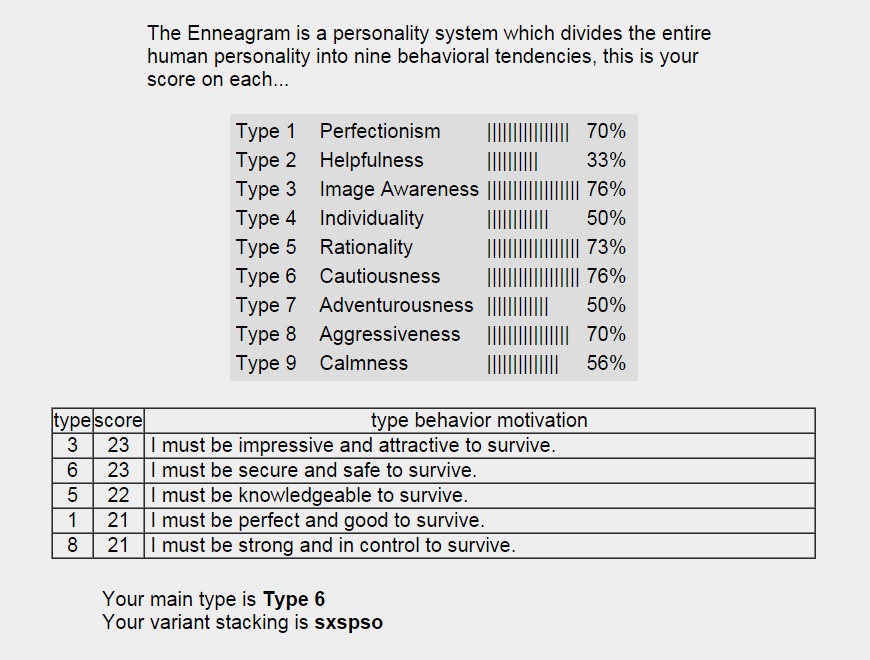 The Enneagram is a personality system which divides the entire
human personality into nine behavioral tendencies, this is your
score on each...
Type 1 Perfectionism |||||||||||||||| 70%
Type 2 Helpfulness |||||||||| 33%
Type 3 Image Awareness |||||||||||||||||| 76%
Type 4 Individuality |||||||||||| 50%
Type 5 Rationality |||||||||||||||||| 73%
Type 6 Cautiousness |||||||||||||||||| 76%
Type 7 Adventurousness |||||||||||| 50%
Type 8 Aggressiveness |||||||||||||||| 70%
Type 9 Calmness |||||||||||||| 56%
type score type behavior motivation
3 23 I must be impressive and attractive to survive.
6 23 I must be secure and safe to survive.
5 22 I must be knowledgeable to survive.
1 21 I must be perfect and good to survive.
8 21 I must be strong and in control to survive.
Your main type is Type 6
Your variant stacking is sxspso